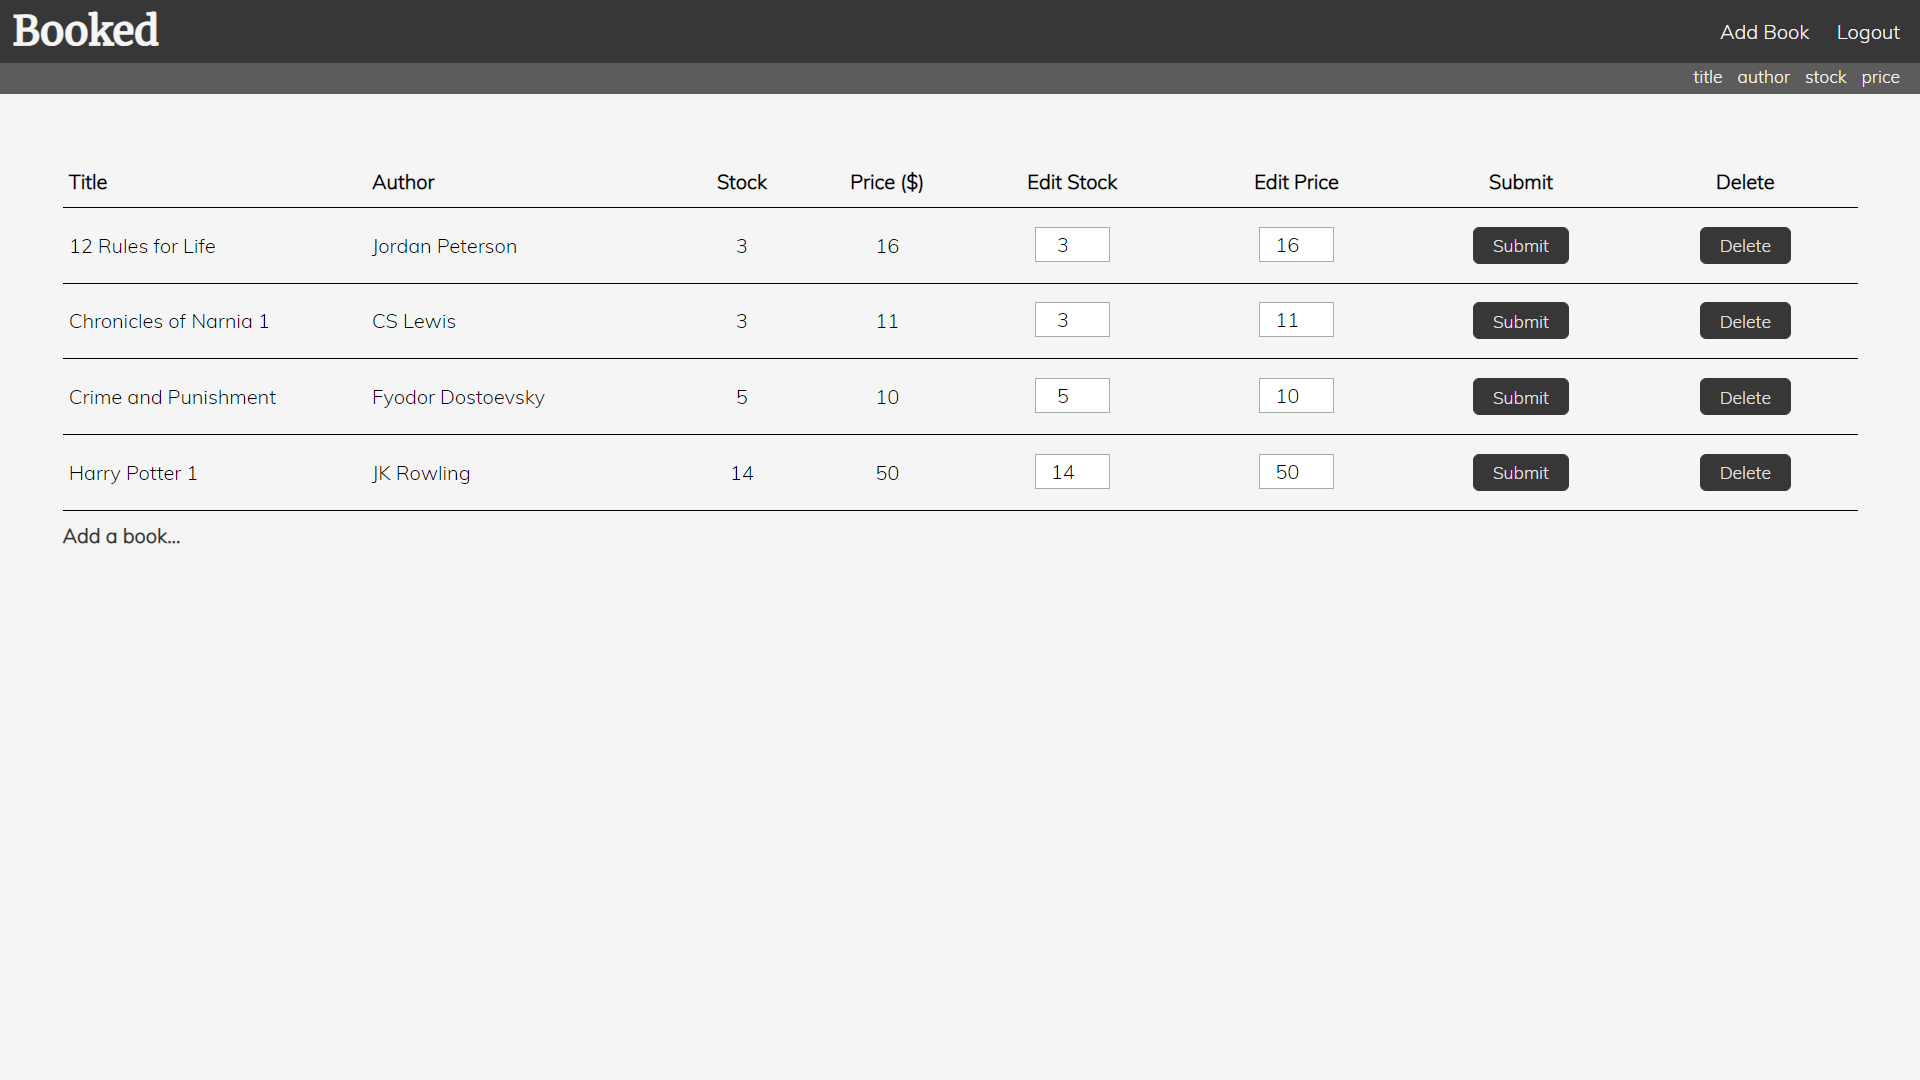 Booked
Add Book Logout
title author stock price
Title Author Stock Price ($) Edit Stock Edit Price Submit Delete
12 Rules for Life Jordan Peterson 3 16 3 16 Submit Delete
Chronicles of Narnia 1 CS Lewis 3 11 3 11 Submit Delete
Crime and Punishment Fyodor Dostoevsky 5 10 5 10 Submit Delete
Harry Potter 1 JK Rowling 14 50 14 50 Submit Delete
Add a book...